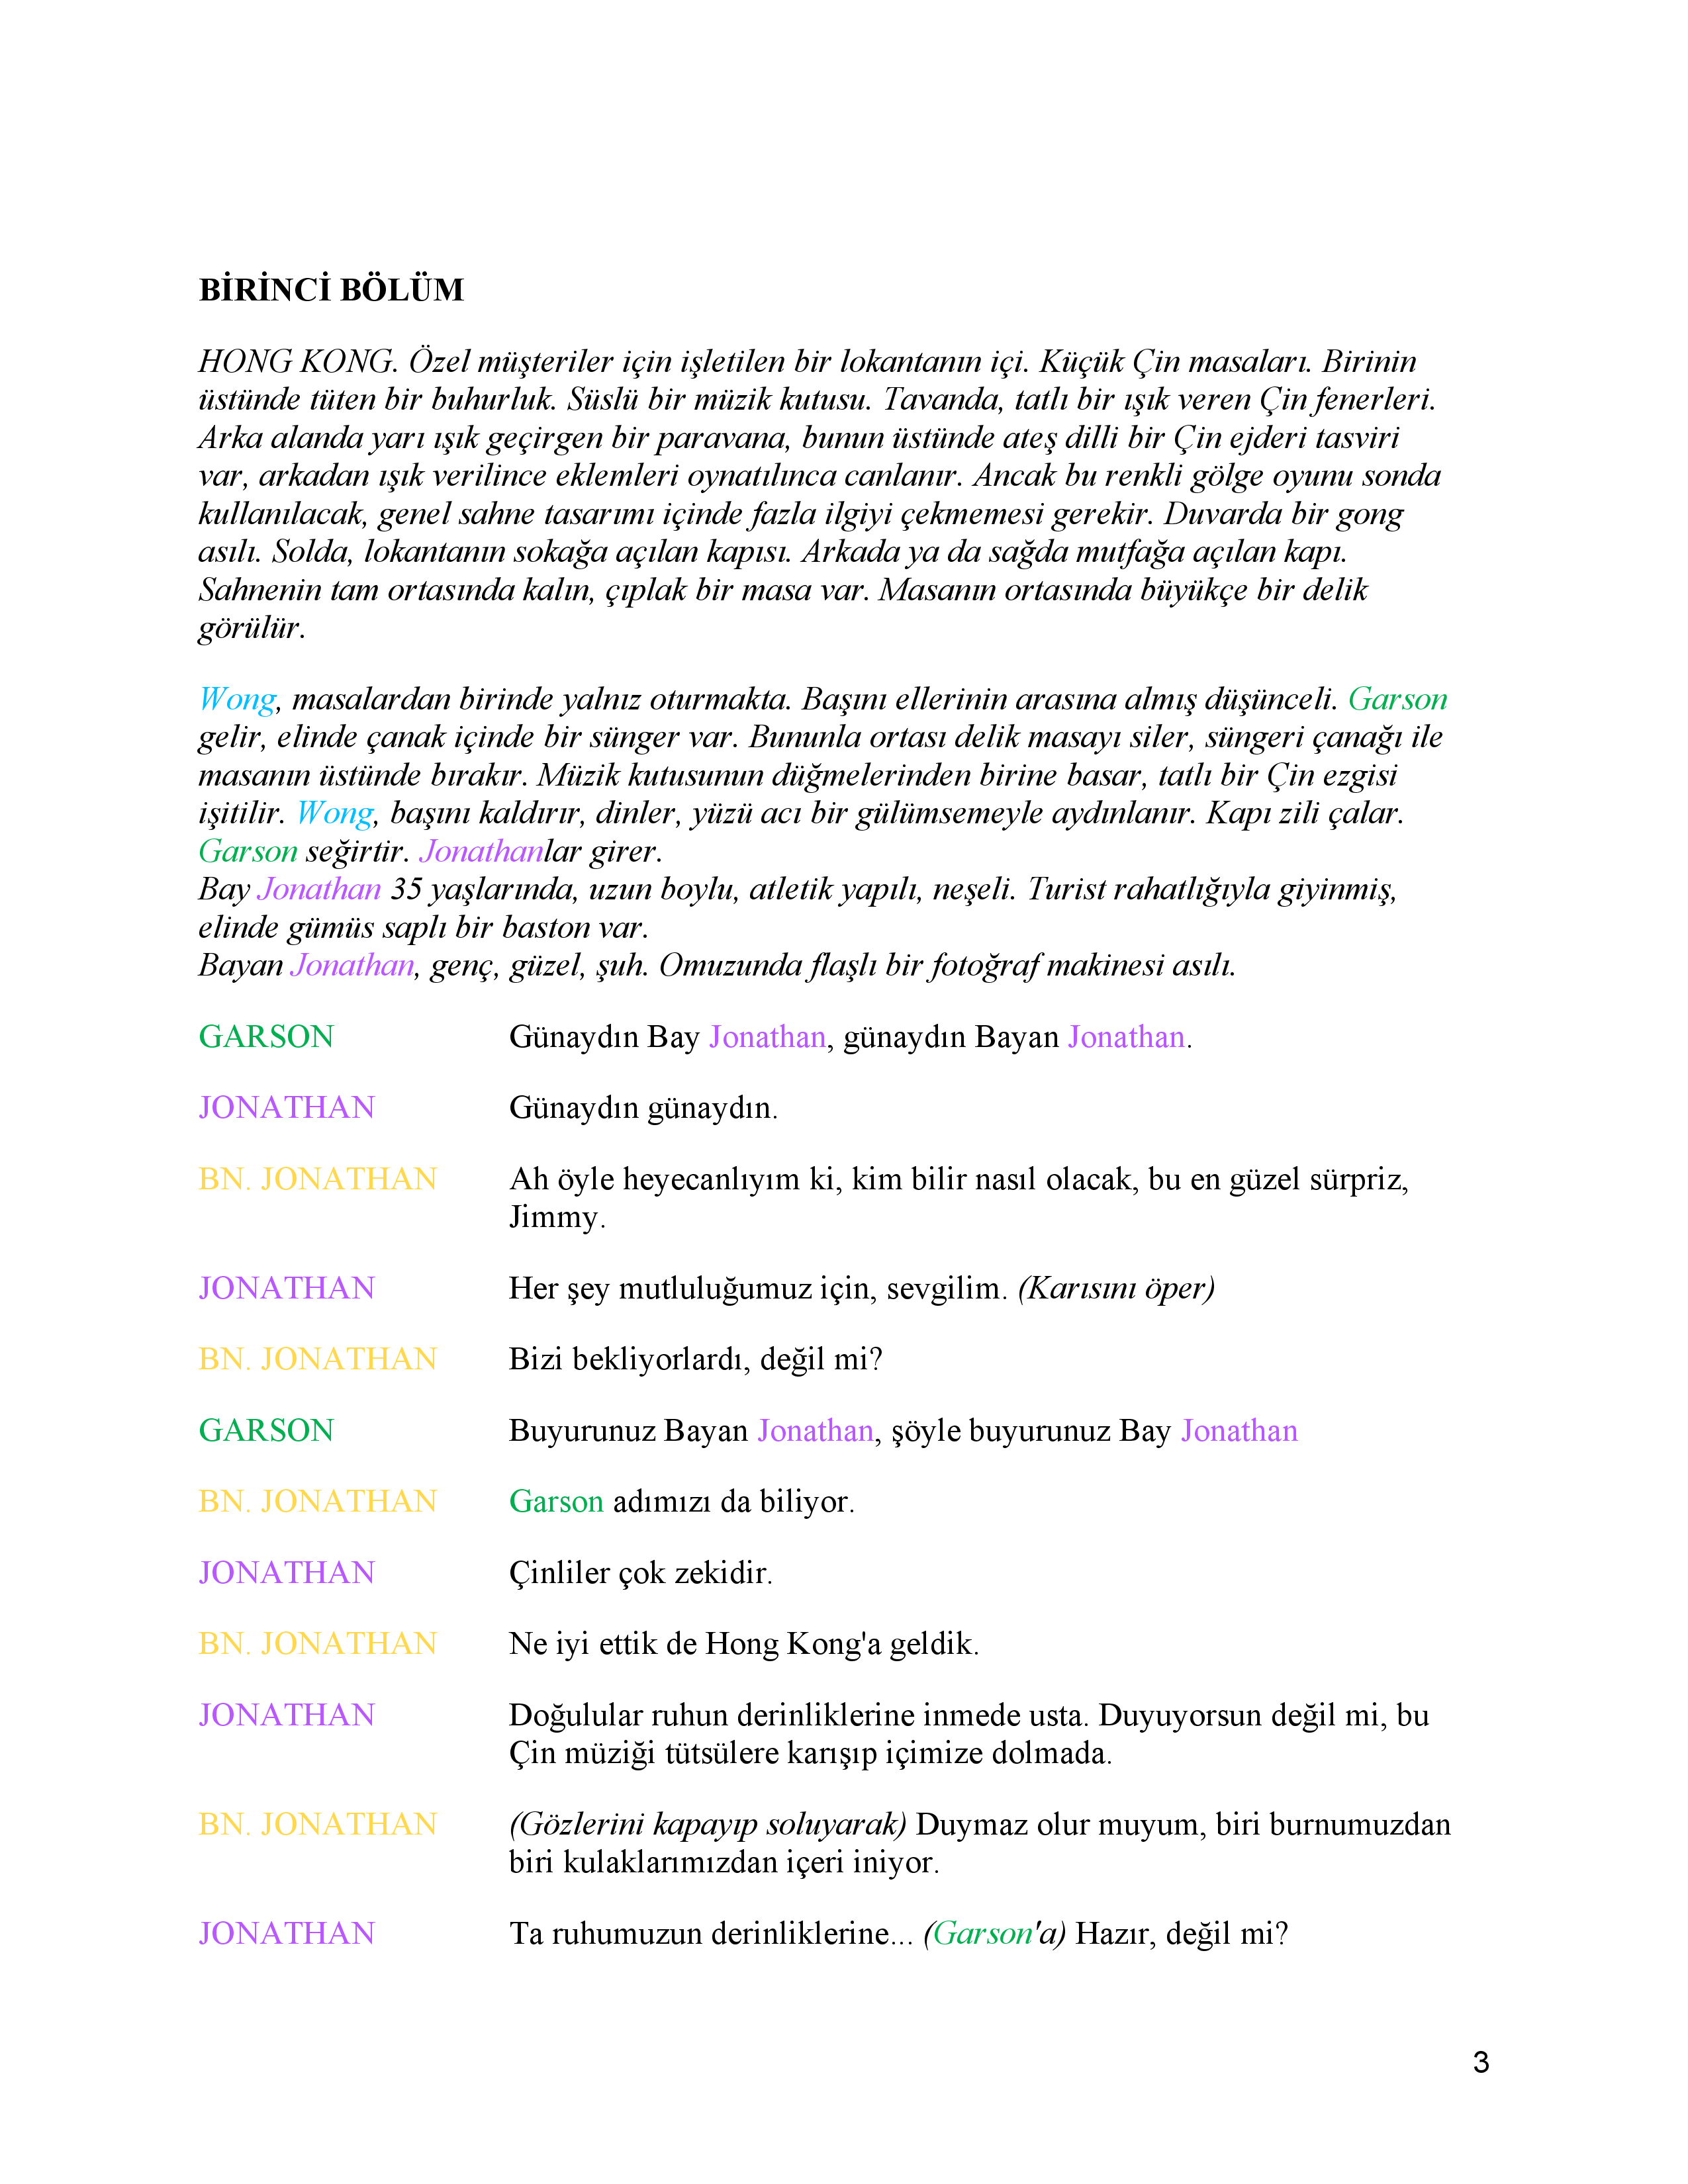 BİRİNCİ BÖLÜM
HONG KONG. Özel müşteriler için işletilen bir lokantanın içi. Küçük Çin masaları. Birinin
üstünde tüten bir buhurluk. Süslü bir müzik kutusu. Tavanda, tatlı bir ışık veren Çin fenerleri.
Arka alanda yarı ışık geçirgen bir paravana, bunun üstünde ateş dilli bir Çin ejderi tasviri
var, arkadan ışık verilince eklemleri oynatılınca canlanır. Ancak bu renkli gölge oyunu sonda
kullanılacak, genel sahne tasarımı içinde fazla ilgiyi çekmemesi gerekir. Duvarda bir gong
asılı. Solda, lokantanın sokağa açılan kapısı. Arkada ya da sağda mutfağa açılan kapı.
Sahnenin tam ortasında kalın, çıplak bir masa var. Masanın ortasında büyükçe bir delik
görülür.
Wong, masalardan birinde yalnız oturmakta. Başını ellerinin arasına almış düşünceli. Garson
gelir, elinde çanak içinde bir sünger var. Bununla ortası delik masayı siler, süngeri çanağı ile
masanın üstünde bırakır. Müzik kutusunun düğmelerinden birine basar, tatlı bir Çin ezgisi
işitilir. Wong, başını kaldırır, dinler, yüzü acı bir gülümsemeyle aydınlanır. Kapı zili çalar.
Garson seğirtir. Jonathanlar girer.
Bay Jonathan 35 yaşlarında, uzun boylu, atletik yapılı, neşeli. Turist rahatlığıyla giyinmiş,
elinde gümüs saplı bir baston var.
Bayan Jonathan, genç, güzel, şuh. Omuzunda flaşlı bir fotoğraf makinesi asılı.
GARSON Günaydın Bay Jonathan, günaydın Bayan Jonathan.
JONATHAN Günaydın günaydın.
BN. JONATHAN Ah öyle heyecanlıyım ki, kim bilir nasıl olacak, bu en güzel sürpriz,
Jimmy.
JONATHAN Her şey mutluluğumuz için, sevgilim. (Karısını öper)
BN. JONATHAN Bizi bekliyorlardı, değil mi?
GARSON Buyurunuz Bayan Jonathan, şöyle buyurunuz Bay Jonathan
BN. JONATHAN Garson adımızı da biliyor.
JONATHAN Çinliler çok zekidir.
BN. JONATHAN Ne iyi ettik de Hong Kong'a geldik.
JONATHAN Doğulular ruhun derinliklerine inmede usta. Duyuyorsun değil mi, bu
Çin müziği tütsülere karışıp içimize dolmada.
BN. JONATHAN (Gözlerini kapayıp soluyarak) Duymaz olur muyum, biri burnumuzdan
biri kulaklarımızdan içeri iniyor.
JONATHAN Ta ruhumuzun derinliklerine... (Garson'a) Hazır, değil mi?
3